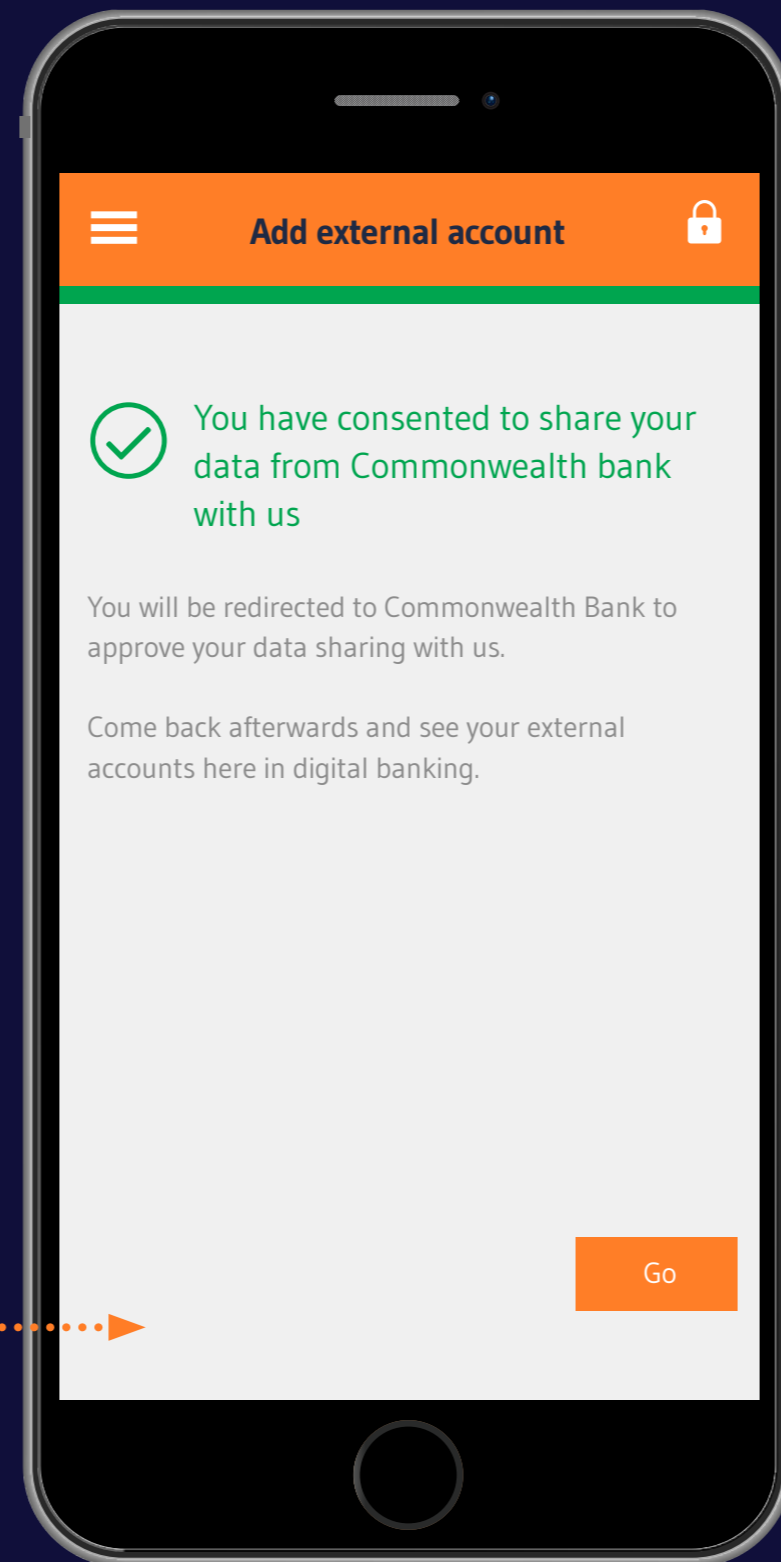 Add external account
You have consented to share your
data from Commonwealth bank
with us
You will be redirected to Commonwealth Bank to
approve your data sharing with us.
Come back afterwards and see your external
accounts here in digital banking.
Go